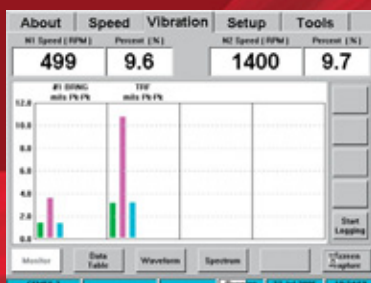 About Speed Vibration Setup Tools
N1 Speed (RPM) Percent (%) N2 Speed (RPM) Percent (%)
499 9.6 1400 9.7
#1 BRNG TRF
mils Pk-Pk mils Pk-Pk
12.0
10.0
8.0
6.0
4.0
2.0
0.0
Start
Logging
Monitor Data
Table Waveform Spectrum Screen
Capture